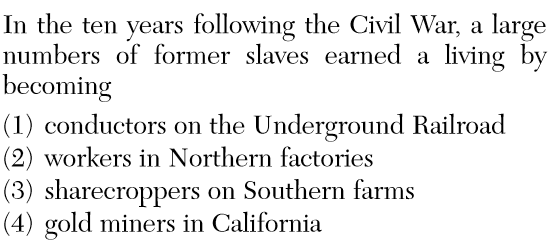 In the ten years following the Civil War, a large
numbers of former slaves earned a living by
becoming
(1) conductors on the Underground Railroad
(2) workers in Northern factories
(3) sharecroppers on Southern farms
(4) gold miners in California